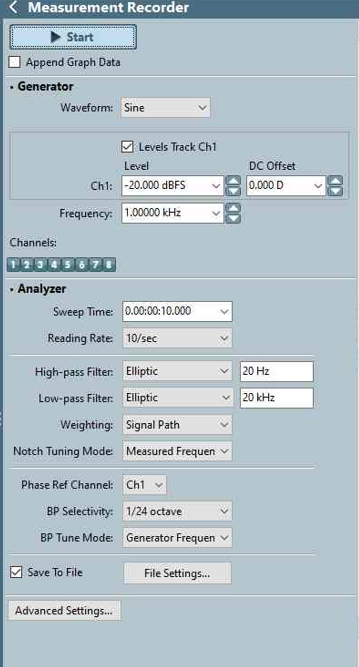 Measurement Recorder
Start
Append Graph Data
Generator
Waveform: Sine
Levels Track Ch1
Level DC Offset
Ch1: -20.000 dBFS 0.000 D
Frequency: 1.00000 kHz
Channels:
1 2 3 4 5 6 7 8
Analyzer
Sweep Time: 0.00:00:10.000
Reading Rate: 10/sec
High-pass Filter: Elliptic 20 Hz
Low-pass Filter: Elliptic 20 kHz
Weighting: Signal Path
Notch Tuning Mode: Measured Frequen
Phase Ref Channel: Ch1
BP Selectivity: 1/24 octave
BP Tune Mode: Generator Frequen
Save To File File Settings...
Advanced Settings...